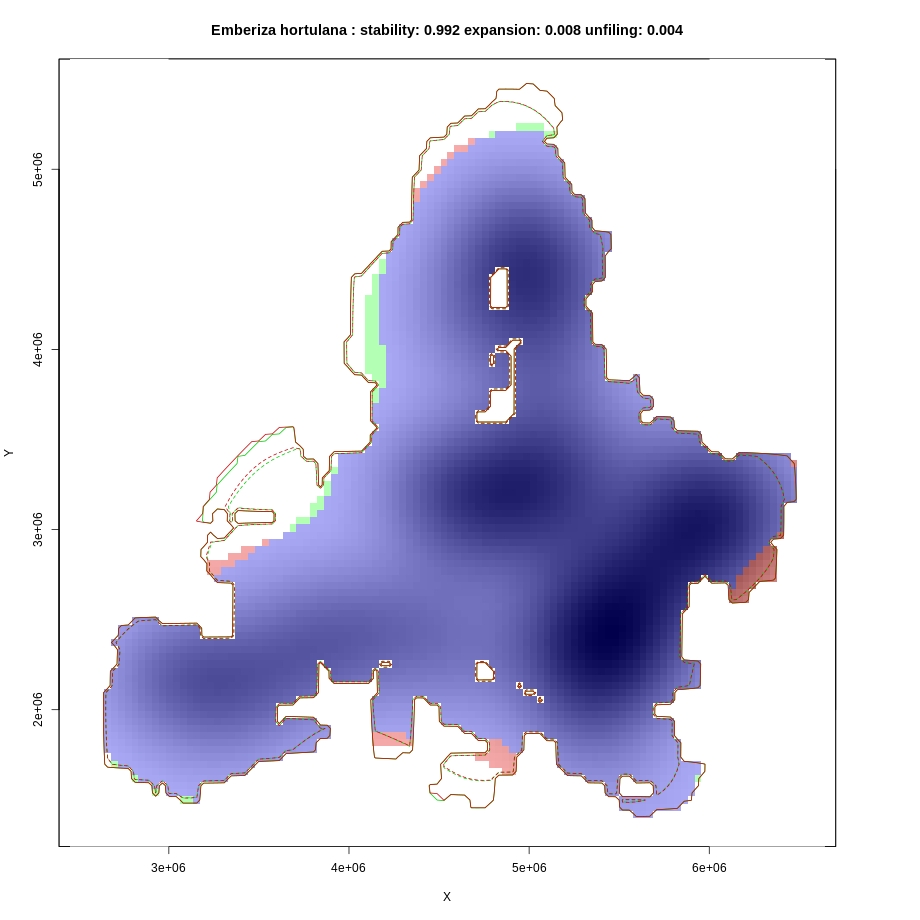 Emberiza hortulana : stability: 0.992 expansion: 0.008 unfiling: 0.004
5e+06
4e+06
Y
3e+06
2e+06
3e+06 4e+06 5e+06 6e+06
X